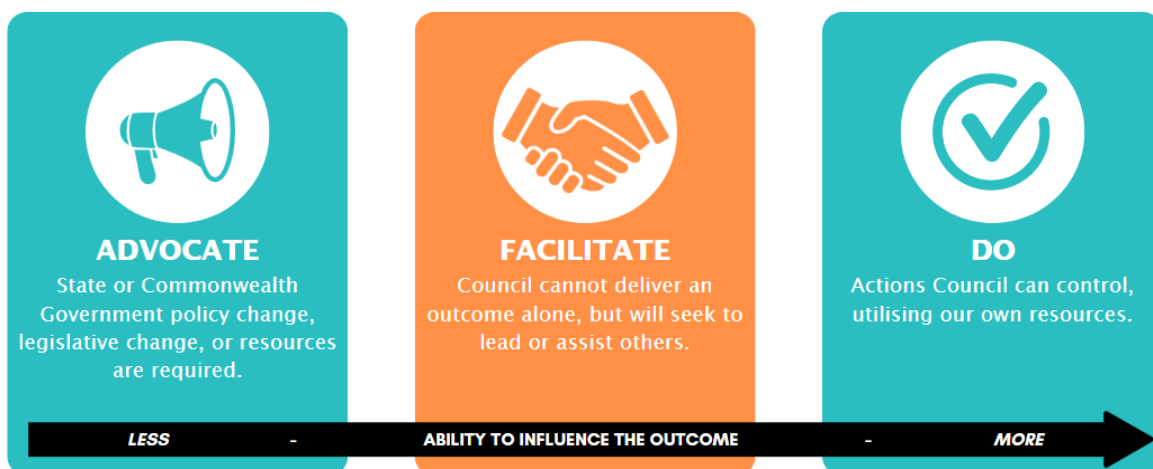 ADVOCATE
State or Commonwealth
Government policy change,
legislative change, or resources
are required.
FACILITATE
Council cannot deliver an
outcome alone, but will seek to
lead or assist others.
DO
Actions Council can control,
utilising our own resources.
LESS - ABILITY TO INFLUENCE THE OUTCOME - MORE